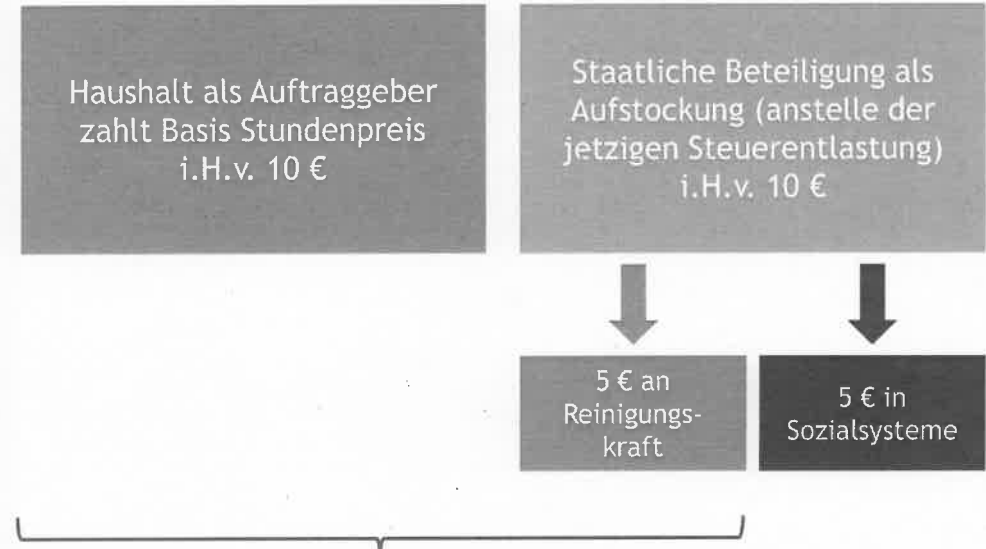 Haushalt als Auftraggeber
zahlt Basis Stundenpreis
i.H.v. 10 €
Staatliche Beteiligung als
Aufstockung (anstelle der
jetzigen Steuerentlastung)
i.H.v. 10 €
5 € an
Reinigungs-
kraft
5 € in
Sozialsysteme